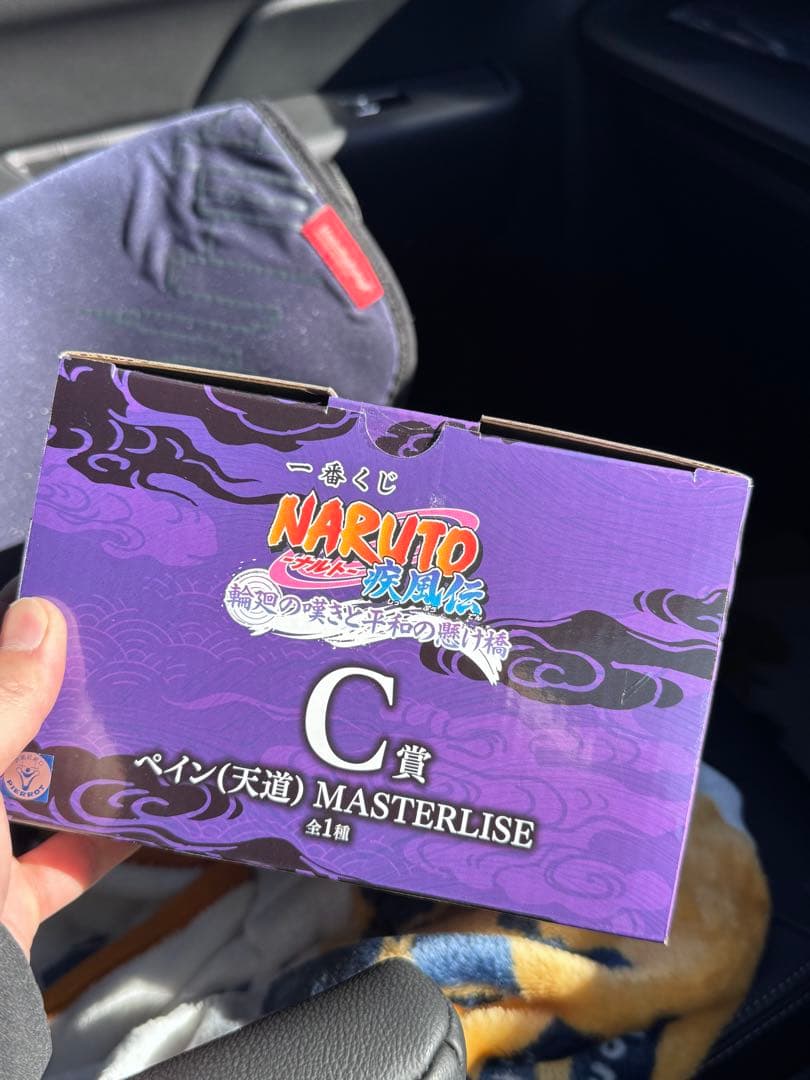 一番くじ
NARUTO
-ナルト-
疾風伝
輪廻の嘆きと平和の懸け橋
C賞
ペイン(天道) MASTERLISE
全1種
PIERROT